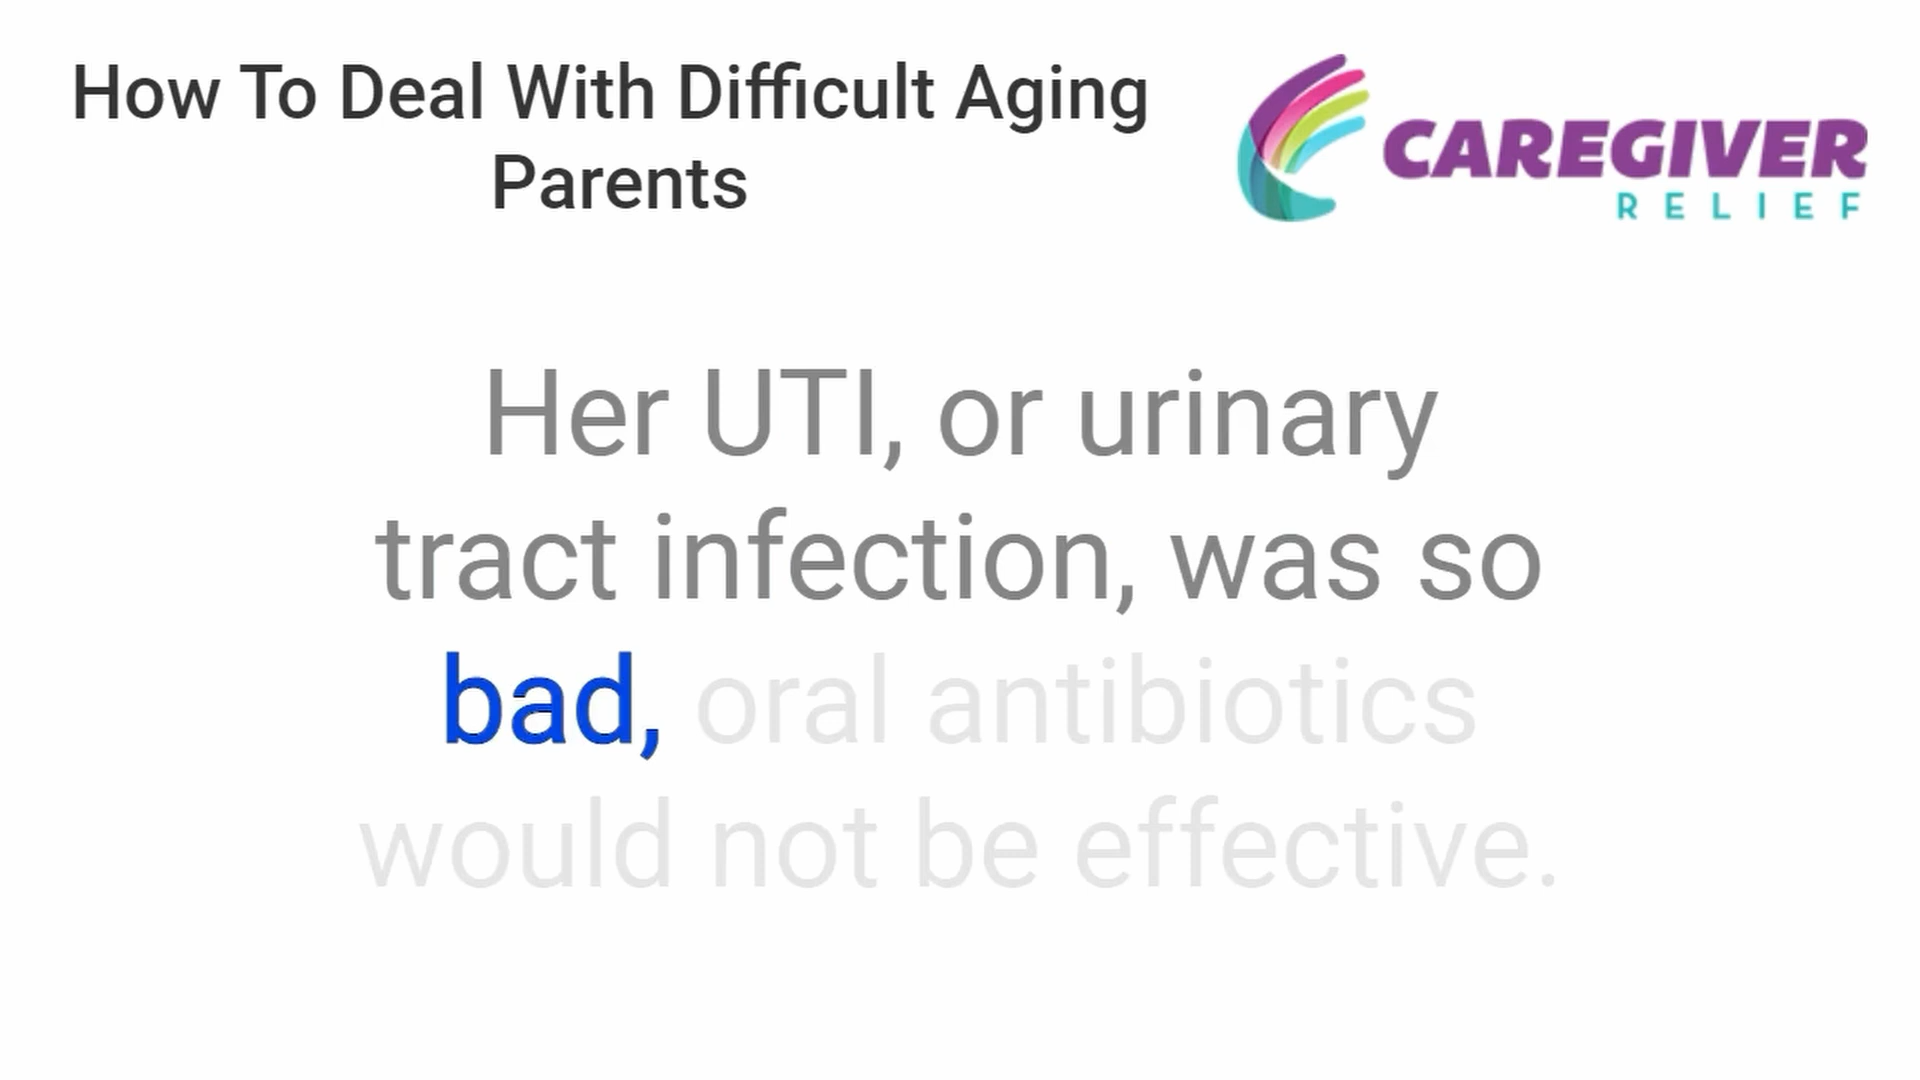 How To Deal With Difficult Aging
Parents
CAREGIVER
RELIEF
Her UTI, or urinary
tract infection, was so
bad, oral antibiotics
would not be effective.